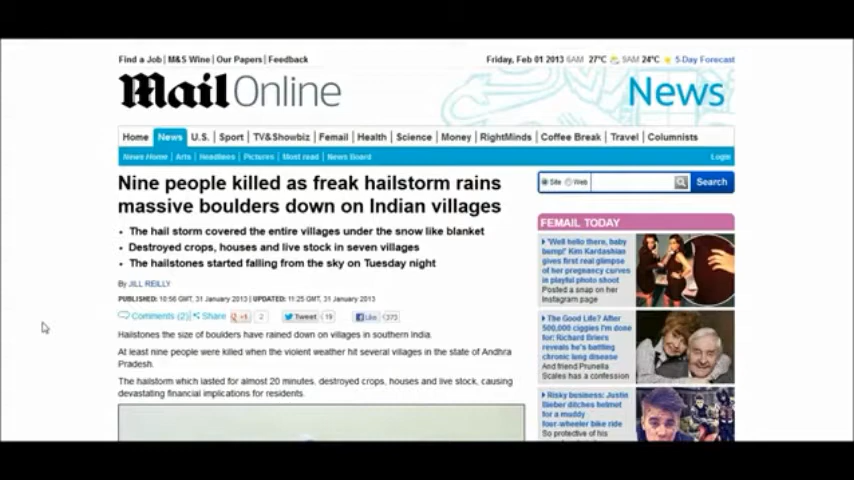 Find a Job | M&S Wine | Our Papers | Feedback
Friday, Feb 01 2013 6AM 27°C 9AM 24°C 5-Day Forecast
Mail Online
News
Home News U.S. | Sport | TV&Showbiz | Femail | Health | Science | Money | RightMinds | Coffee Break | Travel | Columnists
News Home | Arts | Headlines | Pictures | Most read | News Board
Login
Nine people killed as freak hailstorm rains
massive boulders down on Indian villages
• The hail storm covered the entire villages under the snow like blanket
• Destroyed crops, houses and live stock in seven villages
• The hailstones started falling from the sky on Tuesday night
By JILL REILLY
PUBLISHED: 10:56 GMT, 31 January 2013 | UPDATED: 11:25 GMT, 31 January 2013
Comments (2) Share +1 2 Tweet 19 Like 373
Hailstones the size of boulders have rained down on villages in southern India.
At least nine people were killed when the violent weather hit several villages in the state of Andhra
Pradesh.
The hailstorm which lasted for almost 20 minutes, destroyed crops, houses and live stock, causing
devastating financial implications for residents.
Site Web Search
FEMAIL TODAY
'Well hello there, baby
bump!' Kim Kardashian
gives first real glimpse
of her pregnancy curves
in playful photo shoot
Posted a snap on her
Instagram page
The Good Life? After
500,000 ciggies I'm done
for: Richard Briers
reveals he's battling
chronic lung disease
And friend Prunella
Scales has a confession
Risky business: Justin
Bieber ditches helmet
for a muddy
four-wheeler bike ride
So protective of his